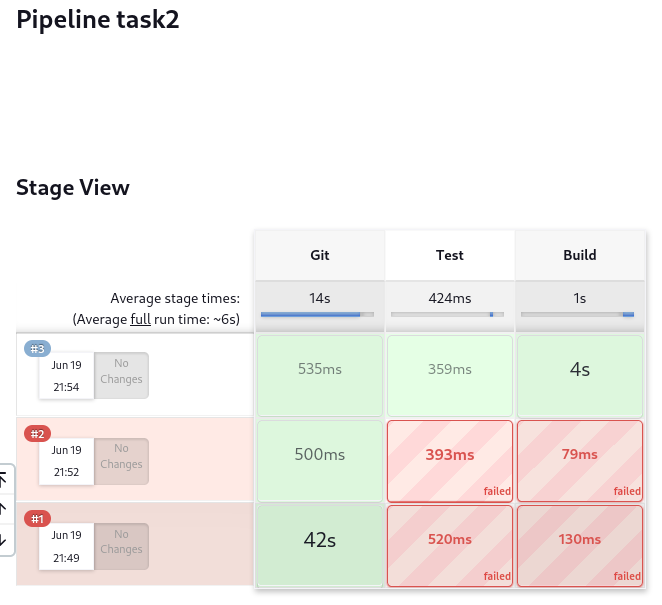 Pipeline task2
Stage View
Git Test Build
Average stage times: 14s 424ms 1s
(Average full run time: ~6s)
#3
Jun 19 No
21:54 Changes
535ms 359ms 4s
#2
Jun 19 No
21:52 Changes
500ms 393ms 79ms
failed failed
#1
Jun 19 No
21:49 Changes
42s 520ms 130ms
failed failed